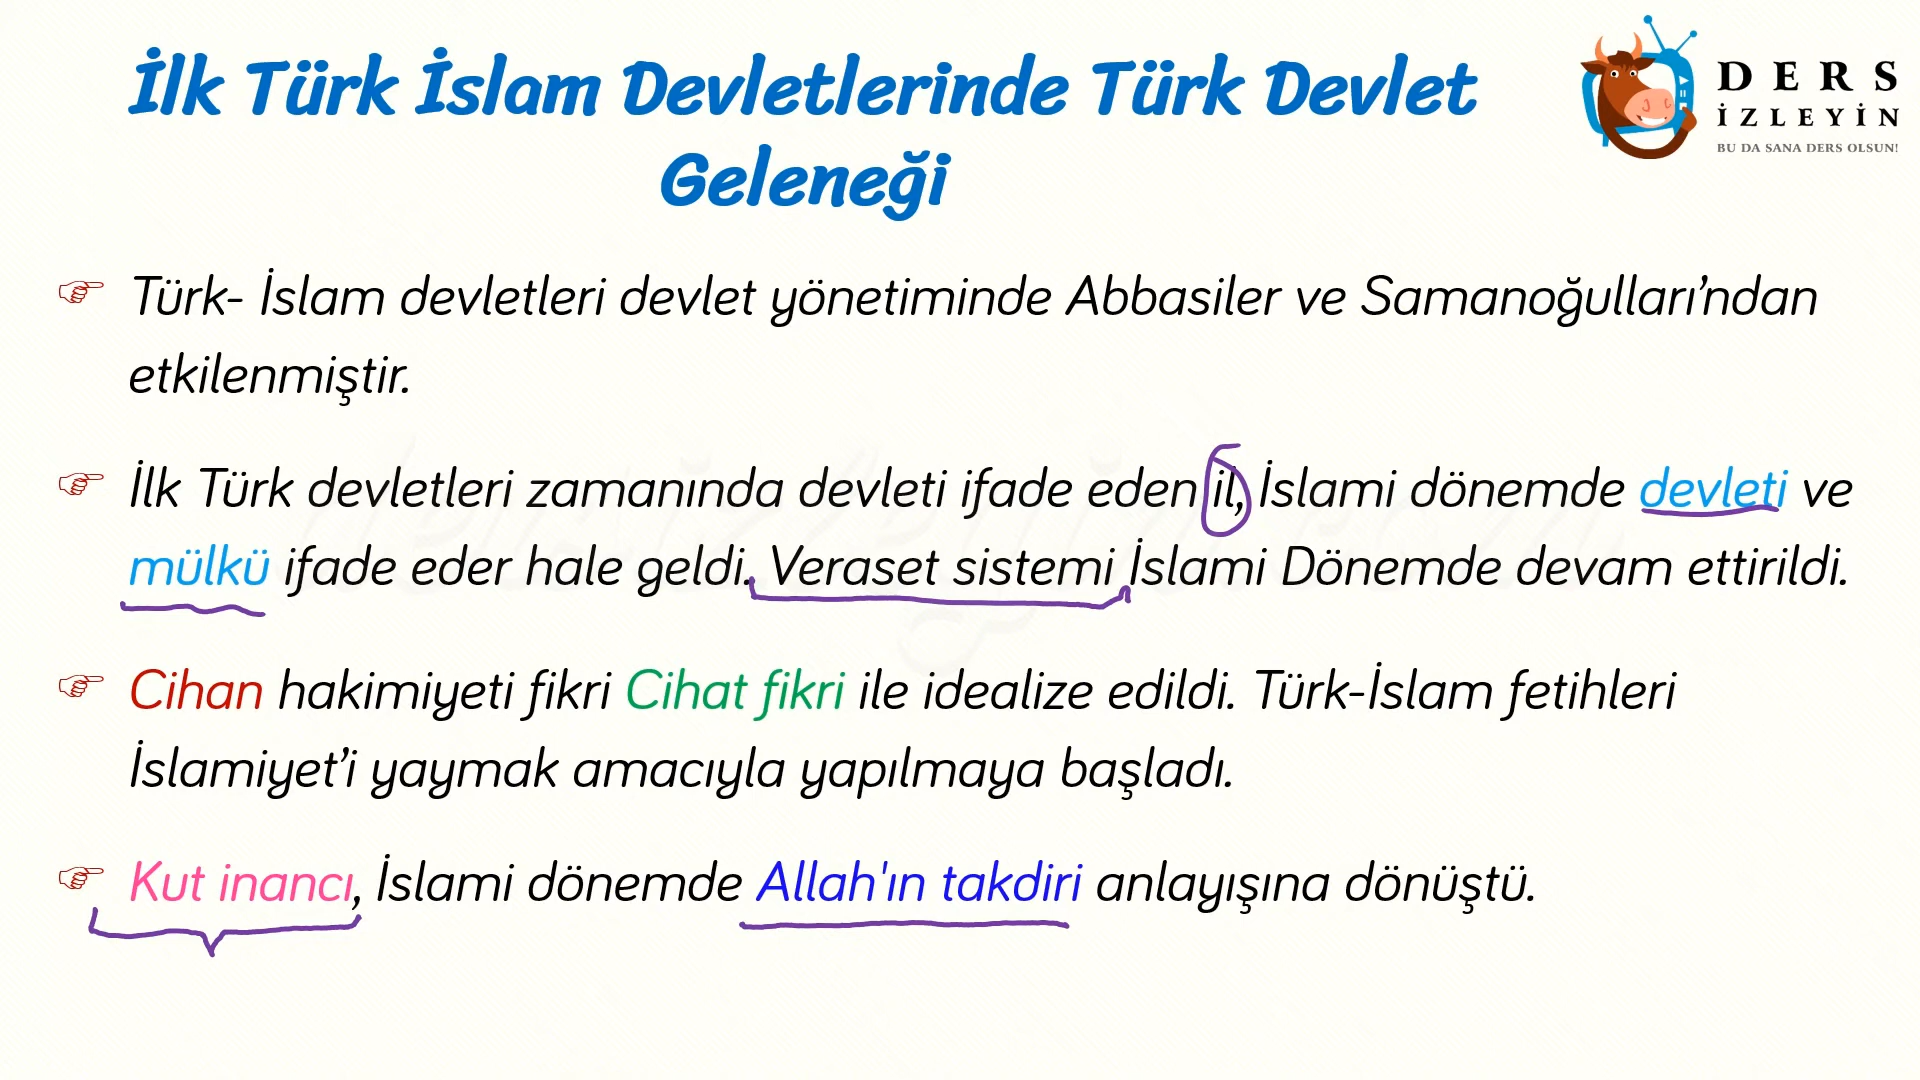 İlk Türk İslam Devletlerinde Türk Devlet
Geleneği
DERS
İZLEYİN
BU DA SANA DERS OLSUN!
Türk- İslam devletleri devlet yönetiminde Abbasiler ve Samanoğulları’ndan
etkilenmiştir.
İlk Türk devletleri zamanında devleti ifade eden il, İslami dönemde devleti ve
mülkü ifade eder hale geldi. Veraset sistemi İslami Dönemde devam ettirildi.
Cihan hakimiyeti fikri Cihat fikri ile idealize edildi. Türk-İslam fetihleri
İslamiyet’i yaymak amacıyla yapılmaya başladı.
Kut inancı, İslami dönemde Allah'ın takdiri anlayışına dönüştü.